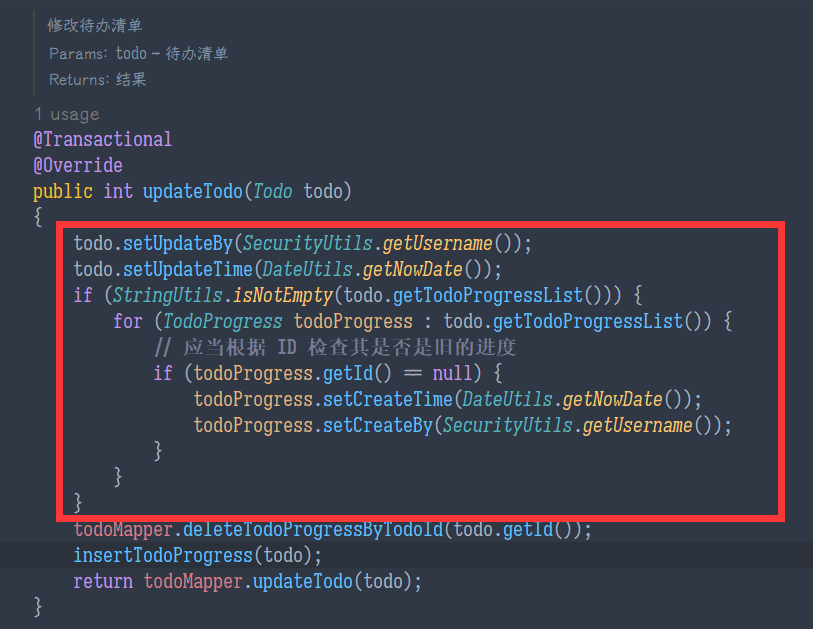 修改待办清单
Params: todo – 待办清单
Returns: 结果
1 usage
@Transactional
@Override
public int updateTodo(Todo todo)
{
    todo.setUpdateBy(SecurityUtils.getUsername());
    todo.setUpdateTime(DateUtils.getNowDate());
    if (StringUtils.isNotEmpty(todo.getTodoProgressList())) {
        for (TodoProgress todoProgress : todo.getTodoProgressList()) {
            // 应当根据 ID 检查其是否是旧的进度
            if (todoProgress.getId() == null) {
                todoProgress.setCreateTime(DateUtils.getNowDate());
                todoProgress.setCreateBy(SecurityUtils.getUsername());
            }
        }
    }
    todoMapper.deleteTodoProgressByTodoId(todo.getId());
    insertTodoProgress(todo);
    return todoMapper.updateTodo(todo);
}